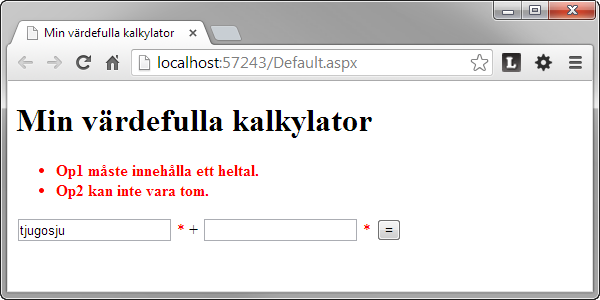 Min värdefulla kalkylator
localhost:57243/Default.aspx
L
Min värdefulla kalkylator
• Op1 måste innehålla ett heltal.
• Op2 kan inte vara tom.
tjugosju * + * =